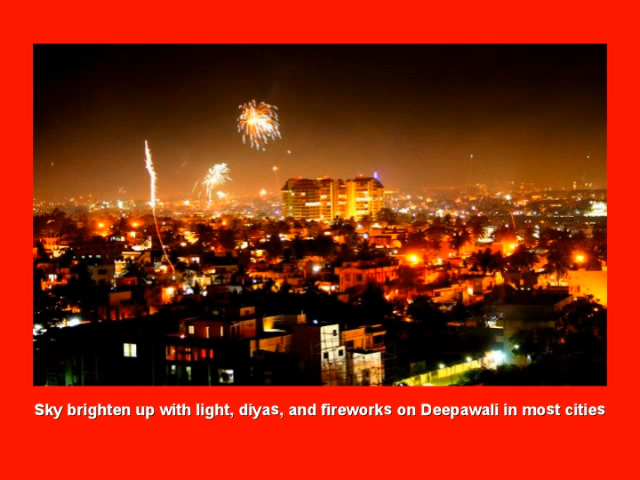 Sky brighten up with light, diyas, and fireworks on Deepawali in most cities